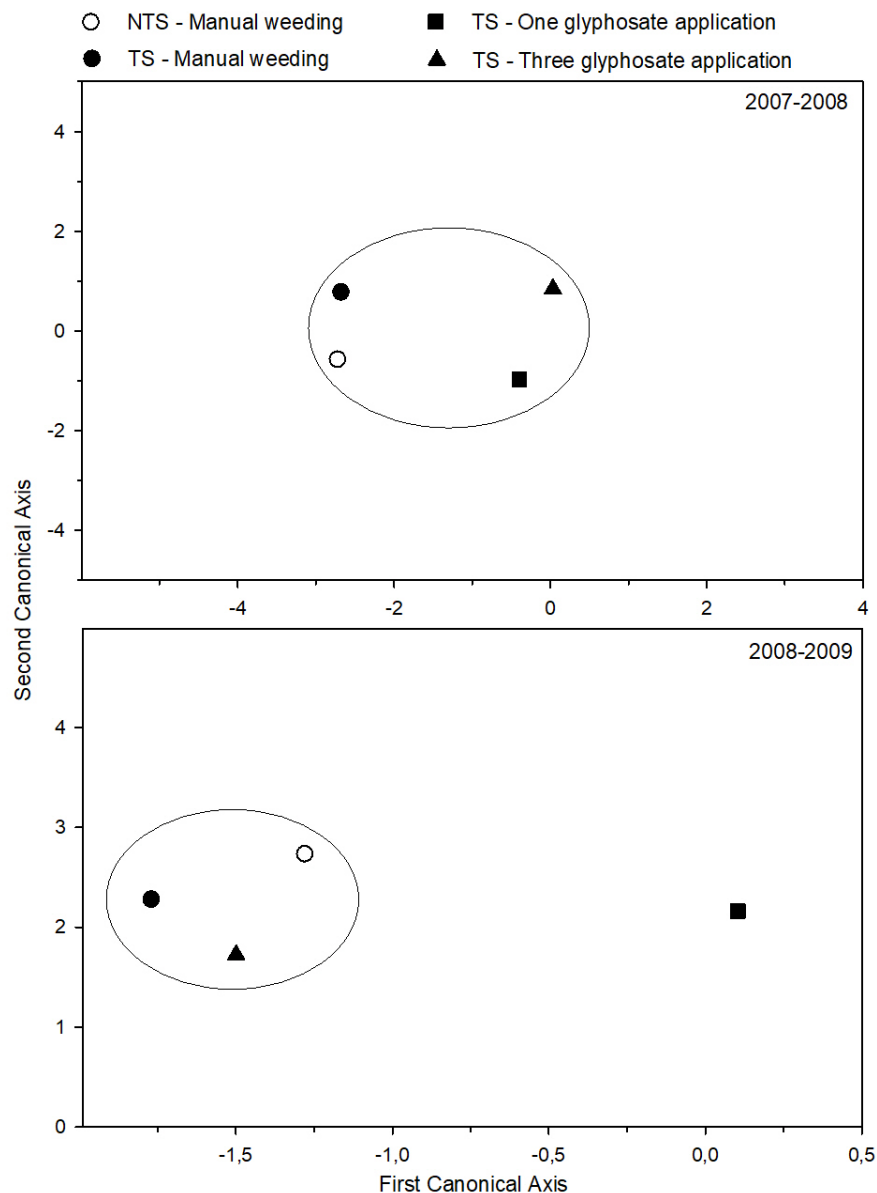 NTS - Manual weeding
TS - One glyphosate application
TS - Manual weeding
TS - Three glyphosate application
2007-2008
4
2
0
-2
-4
-4 -2 0 2 4
Second Canonical Axis
2008-2009
4
3
2
1
0
-1,5 -1,0 -0,5 0,0 0,5
First Canonical Axis